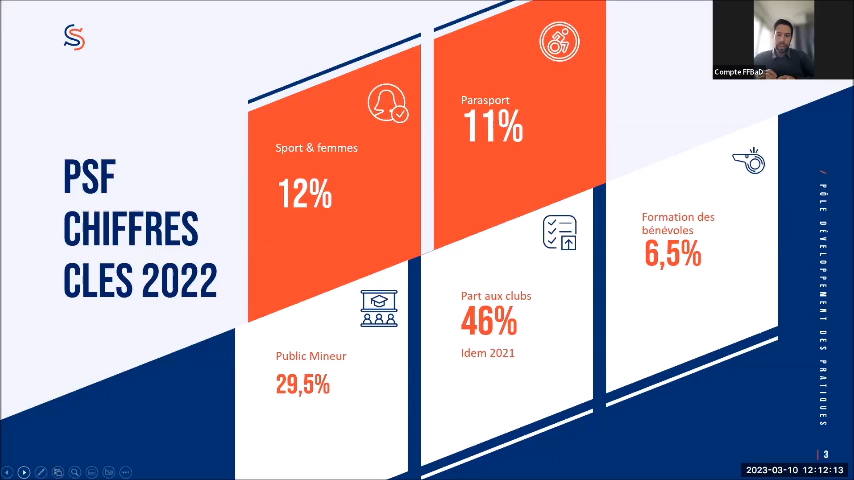 PSF
CHIFFRES
CLES 2022
Sport & femmes
12%
Parasport
11%
Formation des
bénévoles
6,5%
Public Mineur
29,5%
Part aux clubs
46%
Idem 2021
/ PÔLE DÉVELOPPEMENT DES PRATIQUES
| 3
Compte FFBaD
2023-03-10 12:12:13